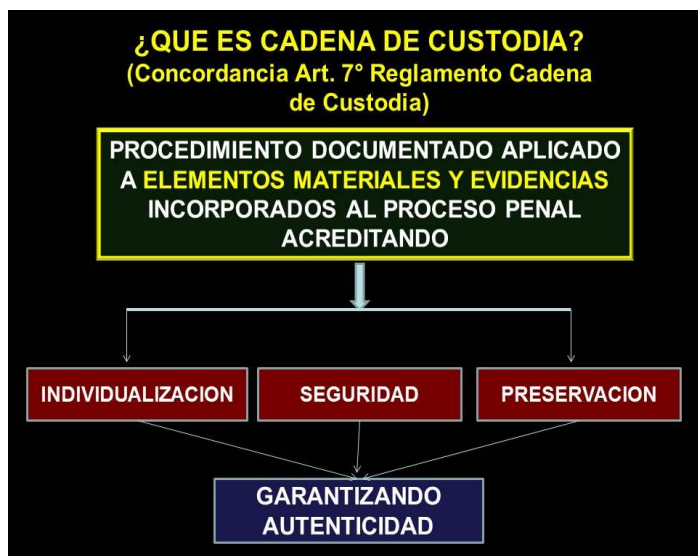 ¿QUE ES CADENA DE CUSTODIA?
(Concordancia Art. 7° Reglamento Cadena
de Custodia)
PROCEDIMIENTO DOCUMENTADO APLICADO
A ELEMENTOS MATERIALES Y EVIDENCIAS
INCORPORADOS AL PROCESO PENAL
ACREDITANDO
INDIVIDUALIZACION
SEGURIDAD
PRESERVACION
GARANTIZANDO
AUTENTICIDAD